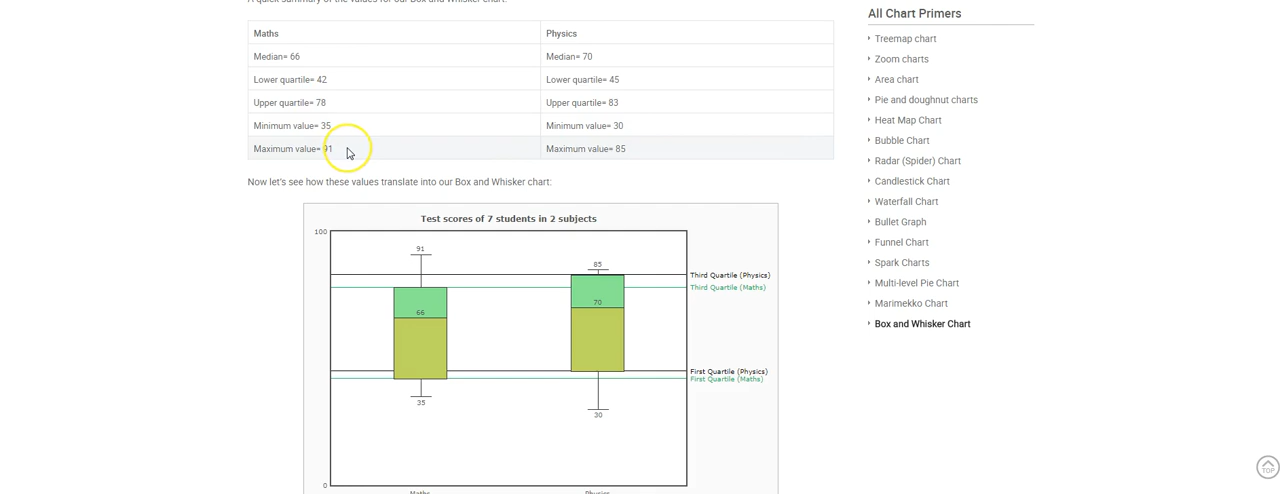 All Chart Primers
Maths Physics
Median= 66 Median= 70
Lower quartile= 42 Lower quartile= 45
Upper quartile= 78 Upper quartile= 83
Minimum value= 35 Minimum value= 30
Maximum value= 91 Maximum value= 85
Now let's see how these values translate into our Box and Whisker chart:
Test scores of 7 students in 2 subjects
100
91
85
Third Quartile (Physics)
Third Quartile (Maths)
70
66
First Quartile (Physics)
First Quartile (Maths)
35
30
0
Maths Physics
Treemap chart
Zoom charts
Area chart
Pie and doughnut charts
Heat Map Chart
Bubble Chart
Radar (Spider) Chart
Candlestick Chart
Waterfall Chart
Bullet Graph
Funnel Chart
Spark Charts
Multi-level Pie Chart
Marimekko Chart
Box and Whisker Chart
TOP